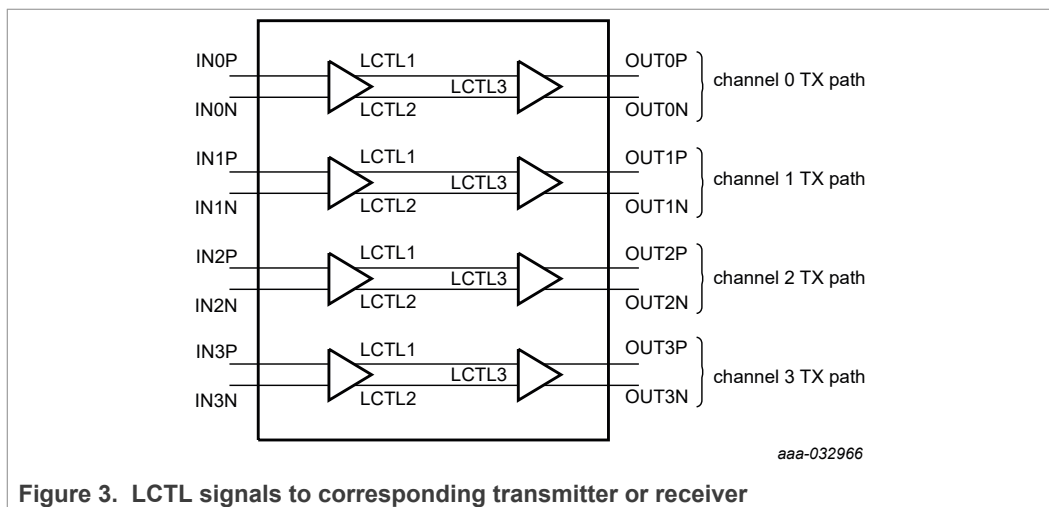 IN0P LCTL1 OUT0P
LCTL3 channel 0 TX path
IN0N LCTL2 OUT0N
IN1P LCTL1 OUT1P
LCTL3 channel 1 TX path
IN1N LCTL2 OUT1N
IN2P LCTL1 OUT2P
LCTL3 channel 2 TX path
IN2N LCTL2 OUT2N
IN3P LCTL1 OUT3P
LCTL3 channel 3 TX path
IN3N LCTL2 OUT3N
aaa-032966
Figure 3. LCTL signals to corresponding transmitter or receiver